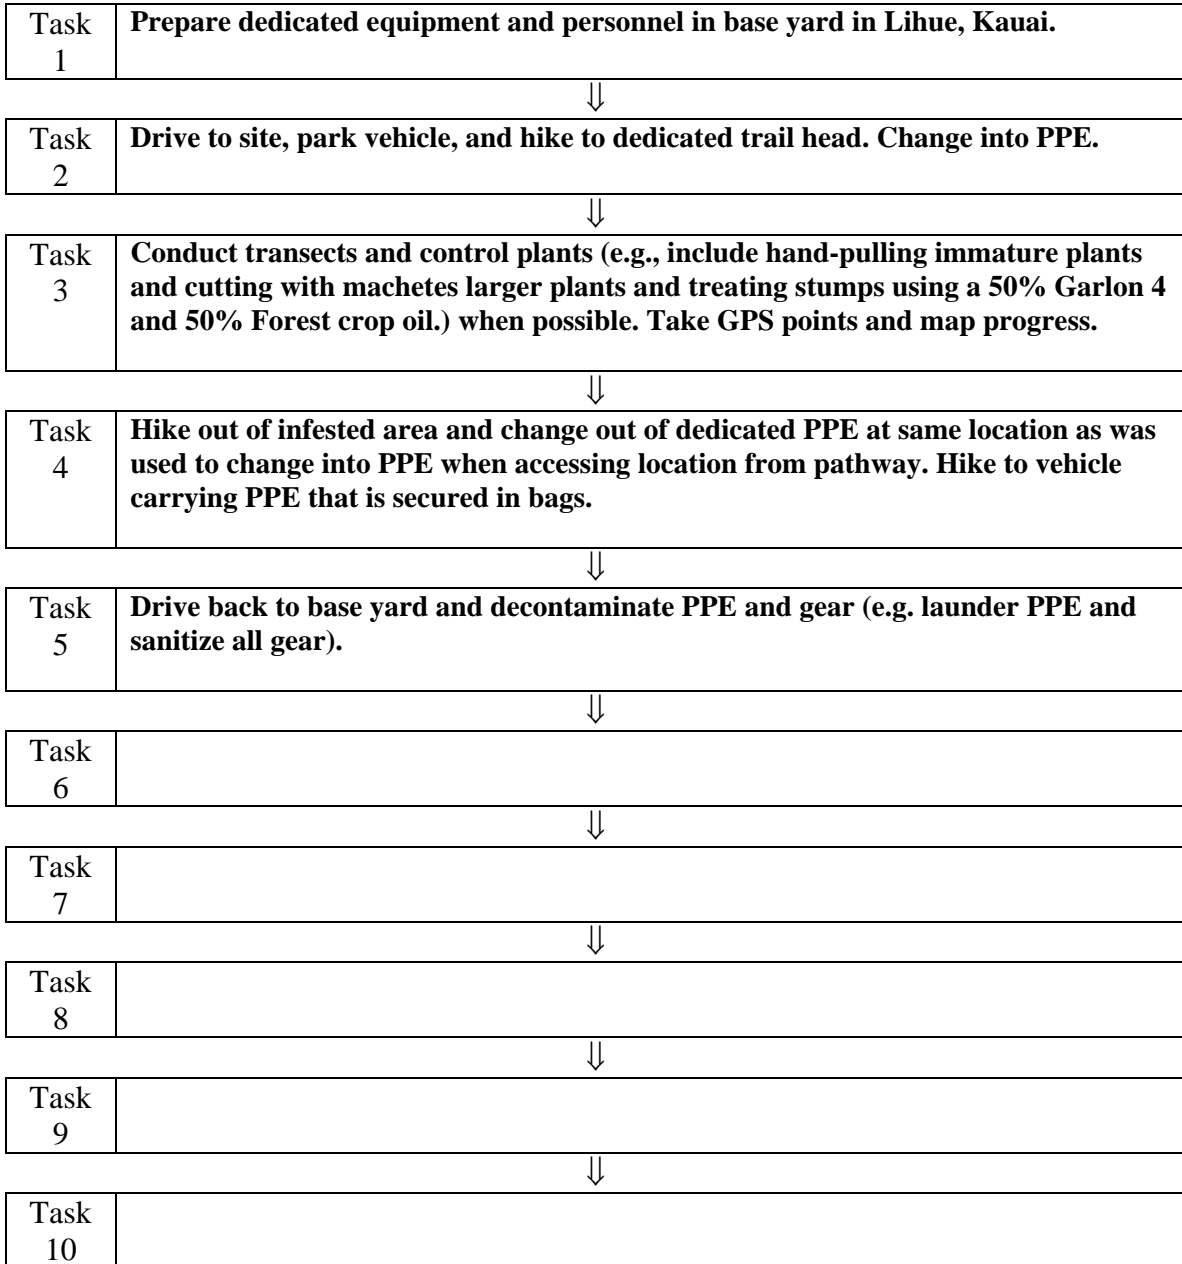 Task Prepare dedicated equipment and personnel in base yard in Lihue, Kauai.
1
⇓
Task Drive to site, park vehicle, and hike to dedicated trail head. Change into PPE.
2
⇓
Task Conduct transects and control plants (e.g., include hand-pulling immature plants
3 and cutting with machetes larger plants and treating stumps using a 50% Garlon 4
and 50% Forest crop oil.) when possible. Take GPS points and map progress.
⇓
Task Hike out of infested area and change out of dedicated PPE at same location as was
4 used to change into PPE when accessing location from pathway. Hike to vehicle
carrying PPE that is secured in bags.
⇓
Task Drive back to base yard and decontaminate PPE and gear (e.g. launder PPE and
5 sanitize all gear).
⇓
Task
6
⇓
Task
7
⇓
Task
8
⇓
Task
9
⇓
Task
10